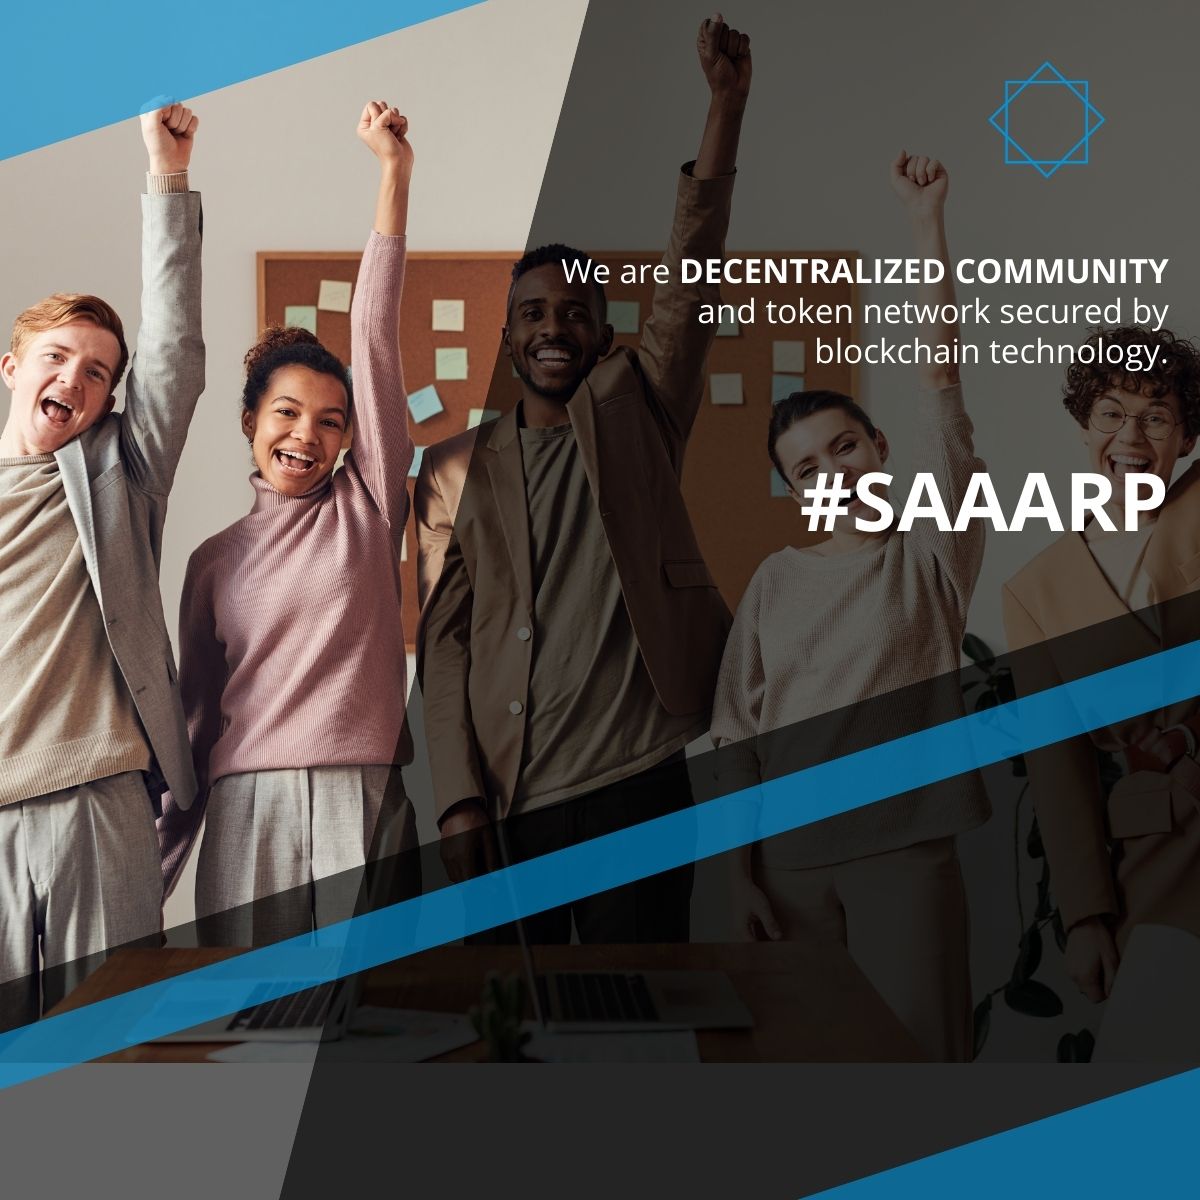 We are DECENTRALIZED COMMUNITY
and token network secured by
blockchain technology.
#SAAARP